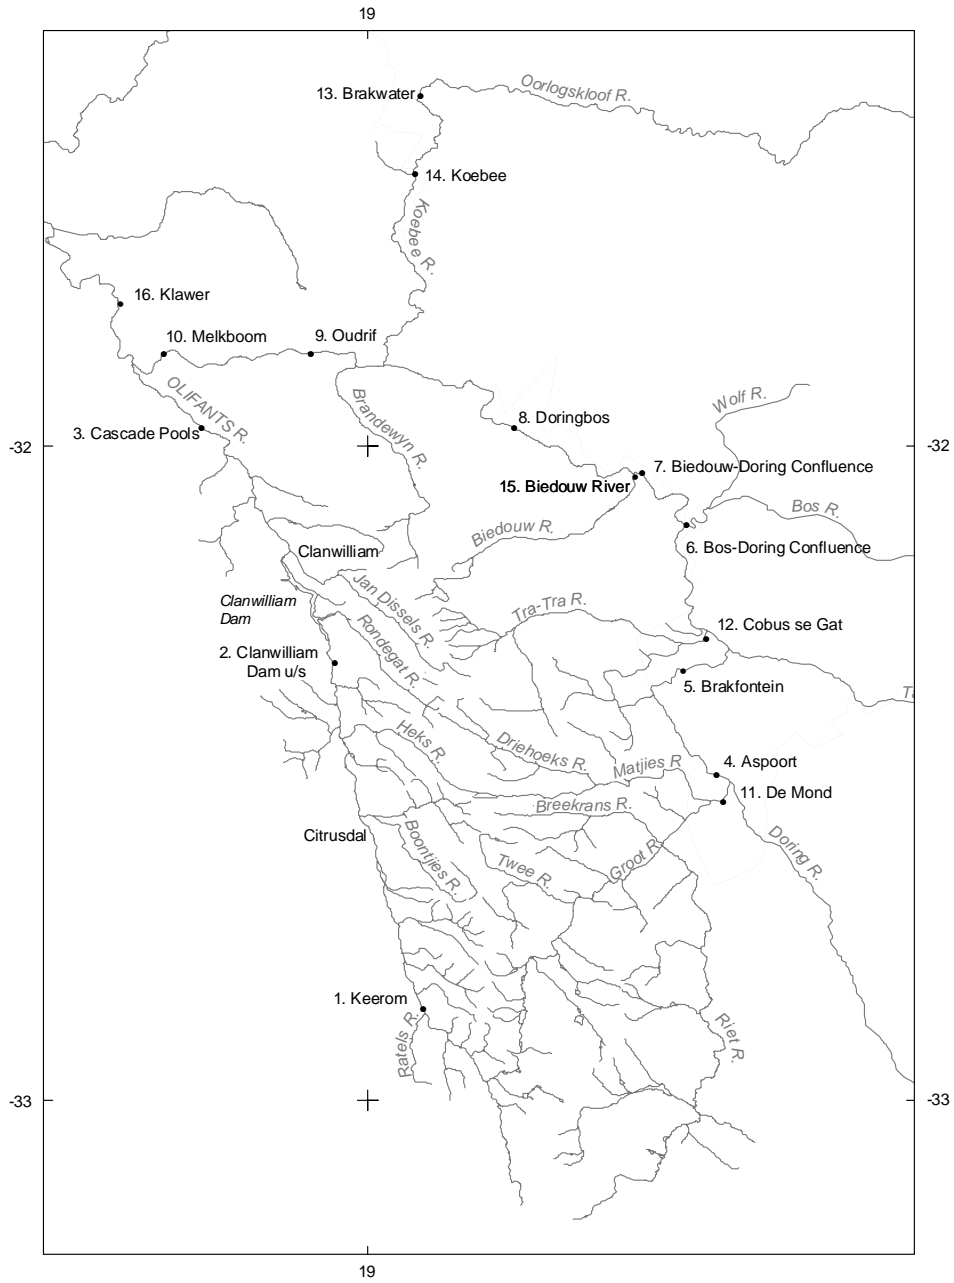 19
13. Brakwater
Oorlogskloof R.
14. Koebee
Koebee R.
16. Klawer
10. Melkboom
9. Oudrif
OLIFANTS R.
Brandewyn R.
Wolf R.
8. Doringbos
3. Cascade Pools
-32
-32
7. Biedouw-Doring Confluence
15. Biedouw River
Bos R.
Biedouw R.
6. Bos-Doring Confluence
Clanwilliam
Jan Dissels R.
Clanwilliam
Dam
Tra-Tra R.
12. Cobus se Gat
Rondegat R.
2. Clanwilliam
Dam u/s
5. Brakfontein
Heks R.
Driehoeks R.
Matjies R
4. Aspoort
11. De Mond
Breekrans R.
Citrusdal
Boontjies R.
Twee R.
Groot R.
Doring R.
1. Keerom
Ratels R.
Riet R.
-33
-33
19